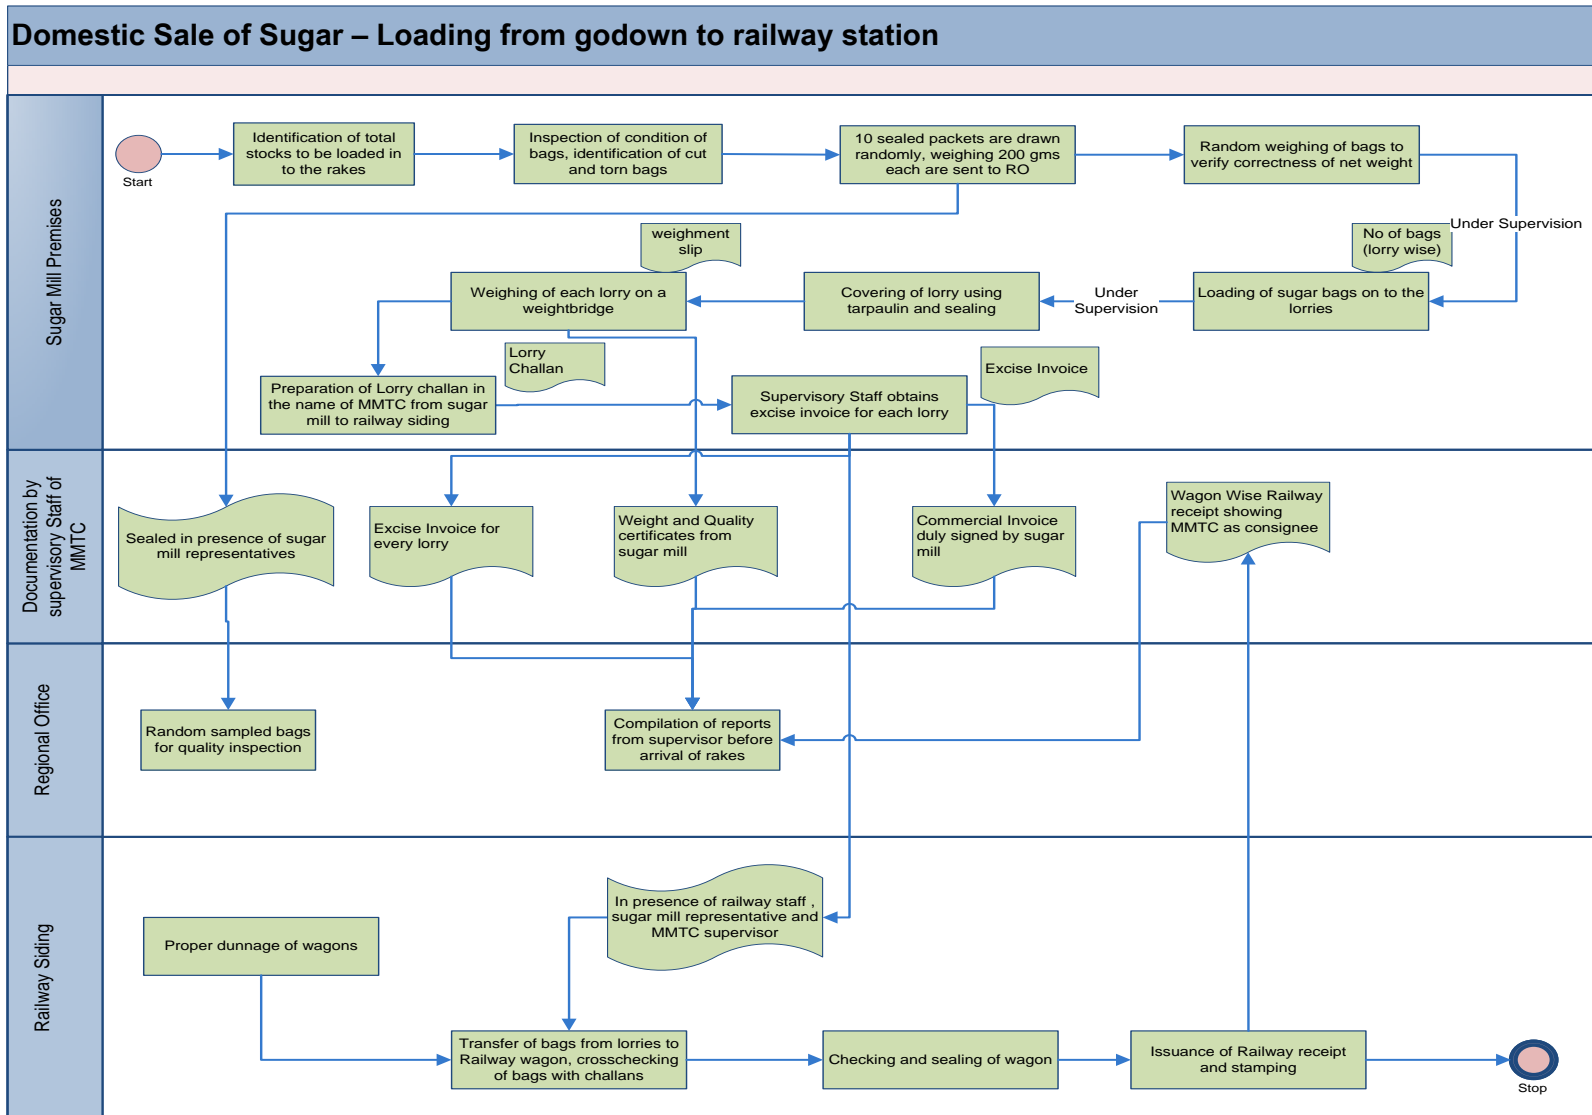 Domestic Sale of Sugar – Loading from godown to railway station
Sugar Mill Premises
Start
Identification of total
stocks to be loaded in
to the rakes
Inspection of condition of
bags, identification of cut
and torn bags
10 sealed packets are drawn
randomly, weighing 200 gms
each are sent to RO
Random weighing of bags to
verify correctness of net weight
Under Supervision
No of bags
(lorry wise)
Loading of sugar bags on to the
lorries
Under
Supervision
Covering of lorry using
tarpaulin and sealing
weighment
slip
Weighing of each lorry on a
weightbridge
Lorry
Challan
Preparation of Lorry challan in
the name of MMTC from sugar
mill to railway siding
Supervisory Staff obtains
excise invoice for each lorry
Excise Invoice
Documentation by
supervisory Staff of
MMTC
Sealed in presence of sugar
mill representatives
Excise Invoice for
every lorry
Weight and Quality
certificates from
sugar mill
Commercial Invoice
duly signed by sugar
mill
Wagon Wise Railway
receipt showing
MMTC as consignee
Regional Office
Random sampled bags
for quality inspection
Compilation of reports
from supervisor before
arrival of rakes
Railway Siding
Proper dunnage of wagons
In presence of railway staff ,
sugar mill representative and
MMTC supervisor
Transfer of bags from lorries to
Railway wagon, crosschecking
of bags with challans
Checking and sealing of wagon
Issuance of Railway receipt
and stamping
Stop